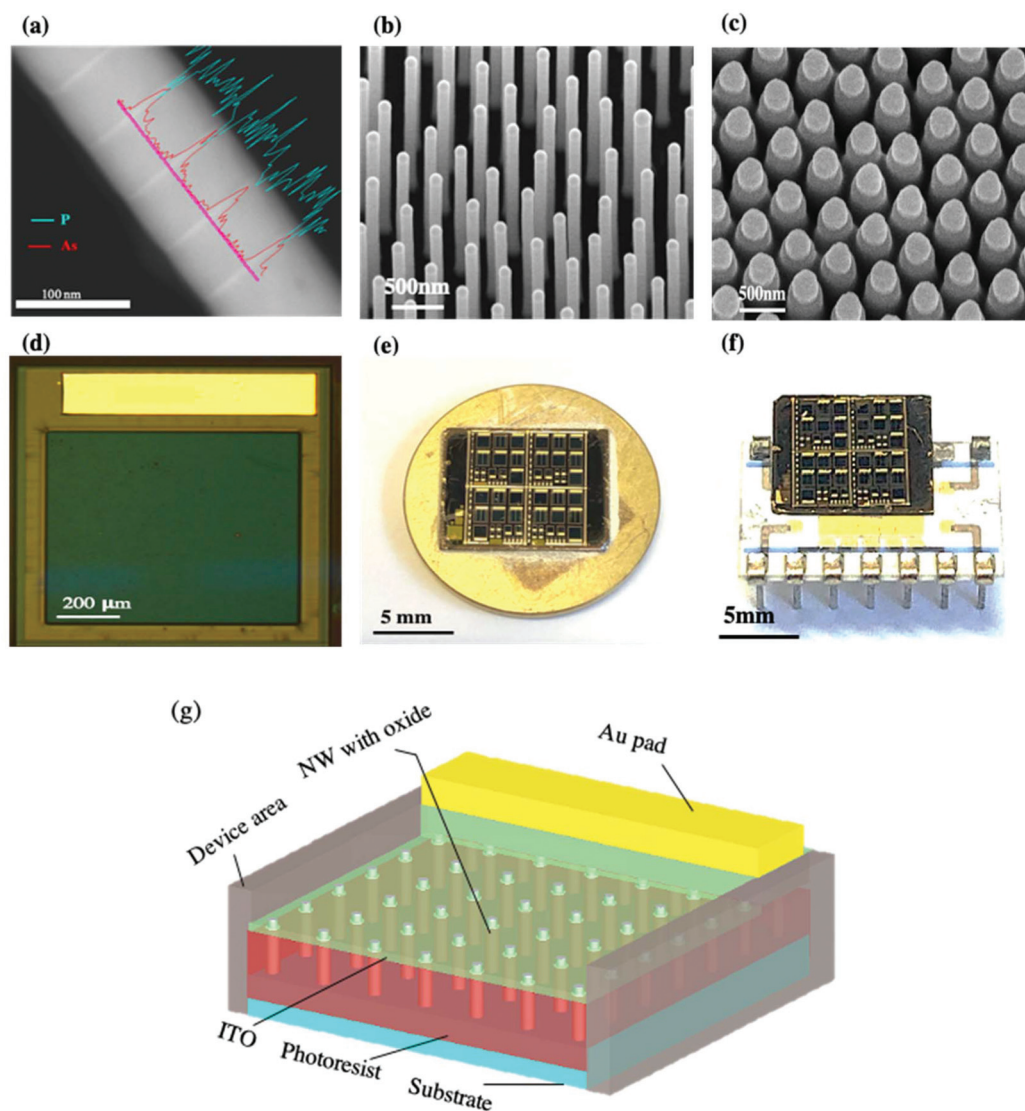 (a)
P
As
100 nm
(b)
500nm
(c)
500nm
(d)
200 μm
(e)
5 mm
(f)
5mm
(g)
NW with oxide
Au pad
Device area
ITO
Photoresist
Substrate